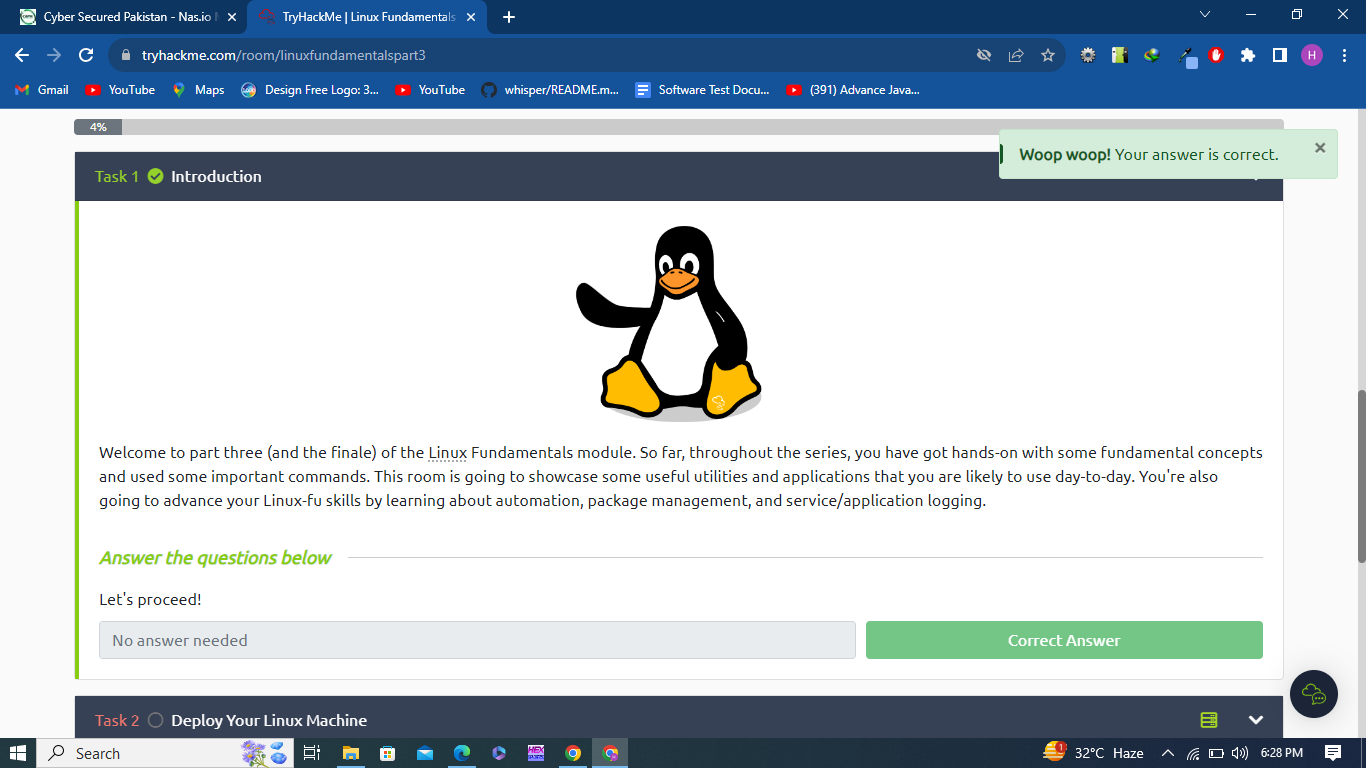 Cyber Secured Pakistan - Nas.io
TryHackMe | Linux Fundamentals
tryhackme.com/room/linuxfundamentalspart3
H
Gmail YouTube Maps Design Free Logo: 3... YouTube whisper/README.m... Software Test Docu... (391) Advance Java...
4%
Woop woop! Your answer is correct.
Task 1 Introduction
Welcome to part three (and the finale) of the Linux Fundamentals module. So far, throughout the series, you have got hands-on with some fundamental concepts
and used some important commands. This room is going to showcase some useful utilities and applications that you are likely to use day-to-day. You're also
going to advance your Linux-fu skills by learning about automation, package management, and service/application logging.
Answer the questions below
Let's proceed!
No answer needed
Correct Answer
Task 2 Deploy Your Linux Machine
Search
HEX
1
32°C Haze
6:28 PM